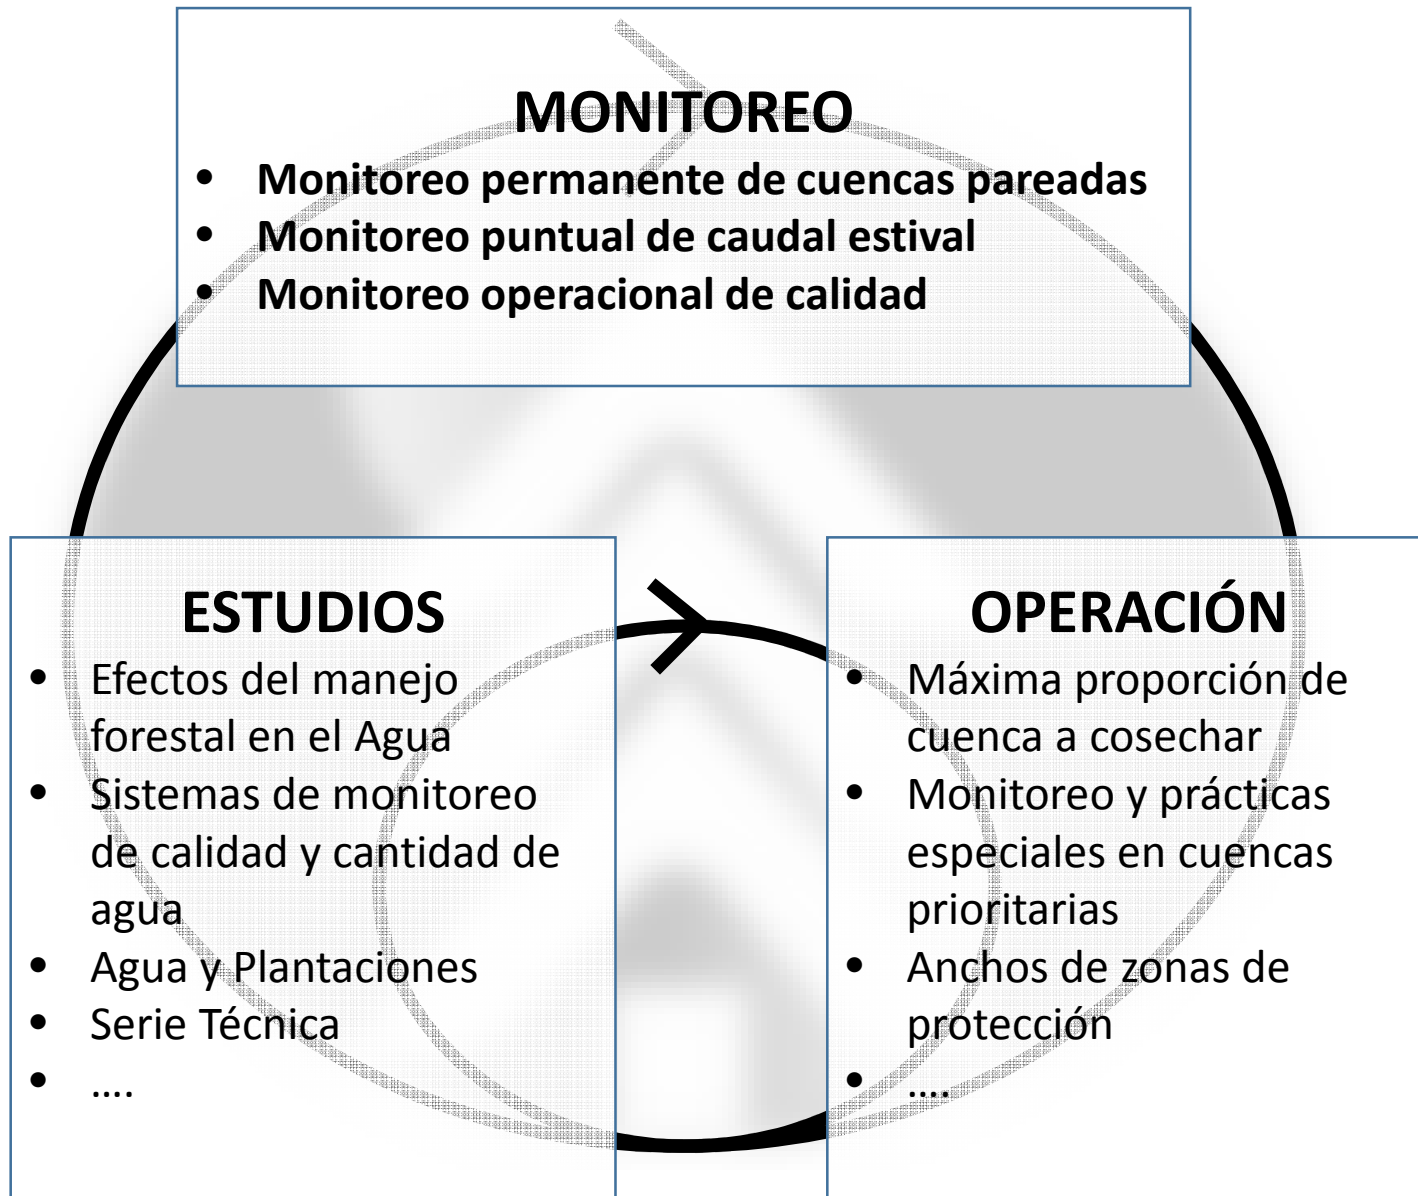 MONITOREO
• Monitoreo permanente de cuencas pareadas
• Monitoreo puntual de caudal estival
• Monitoreo operacional de calidad
ESTUDIOS
• Efectos del manejo
forestal en el Agua
• Sistemas de monitoreo
de calidad y cantidad de
agua
• Agua y Plantaciones
• Serie Técnica
• ....
OPERACIÓN
• Máxima proporción de
cuenca a cosechar
• Monitoreo y prácticas
especiales en cuencas
prioritarias
• Anchos de zonas de
protección
• ....